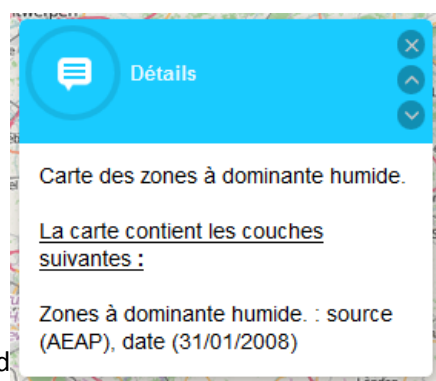 Détails
Carte des zones à dominante humide.
La carte contient les couches
suivantes :
Zones à dominante humide. : source
(AEAP), date (31/01/2008)
d